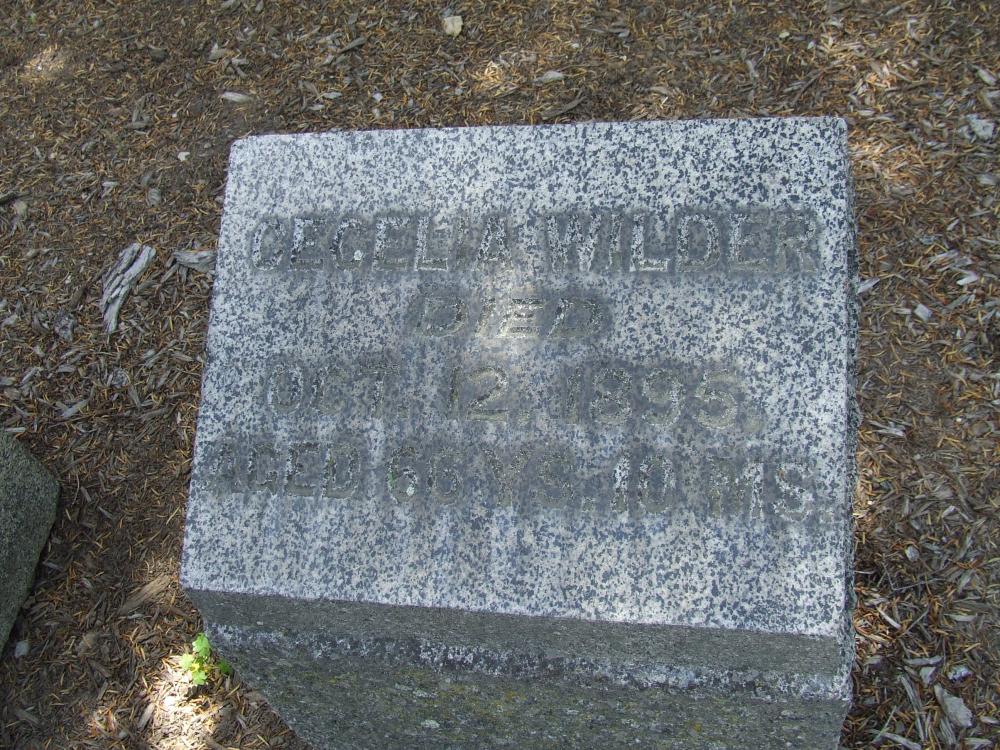 CECELIA WILDER
DIED
OCT. 12. 1895.
AGED 66 YS. 10 MS.